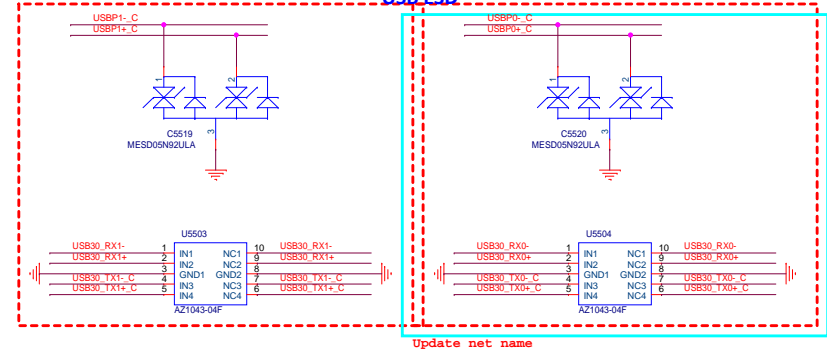 USB ESD
USBP1-_C
USBP1+_C
1
2
3
C5519
MESD05N92ULA
USBP0-_C
USBP0+_C
1
2
3
C5520
MESD05N92ULA
U5503
USB30_RX1- 1 IN1 NC1 10 USB30_RX1-
USB30_RX1+ 2 IN2 NC2 9 USB30_RX1+
3 GND1 GND2 8
USB30_TX1-_C 4 IN3 NC3 7 USB30_TX1-_C
USB30_TX1+_C 5 IN4 NC4 6 USB30_TX1+_C
AZ1043-04F
U5504
USB30_RX0- 1 IN1 NC1 10 USB30_RX0-
USB30_RX0+ 2 IN2 NC2 9 USB30_RX0+
3 GND1 GND2 8
USB30_TX0-_C 4 IN3 NC3 7 USB30_TX0-_C
USB30_TX0+_C 5 IN4 NC4 6 USB30_TX0+_C
AZ1043-04F
Update net name